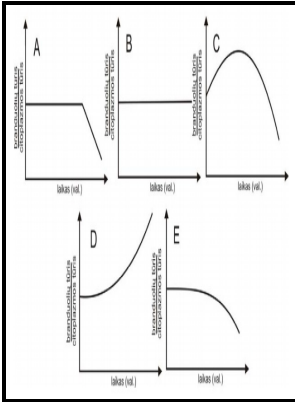 A
branduolių tūris
citoplazmos tūris
laikas (val.)
B
branduolių tūris
citoplazmos tūris
laikas (val.)
C
branduolių tūris
citoplazmos tūris
laikas (val.)
D
branduolių tūris
citoplazmos tūris
laikas (val.)
E
branduolių tūris
citoplazmos tūris
laikas (val.)